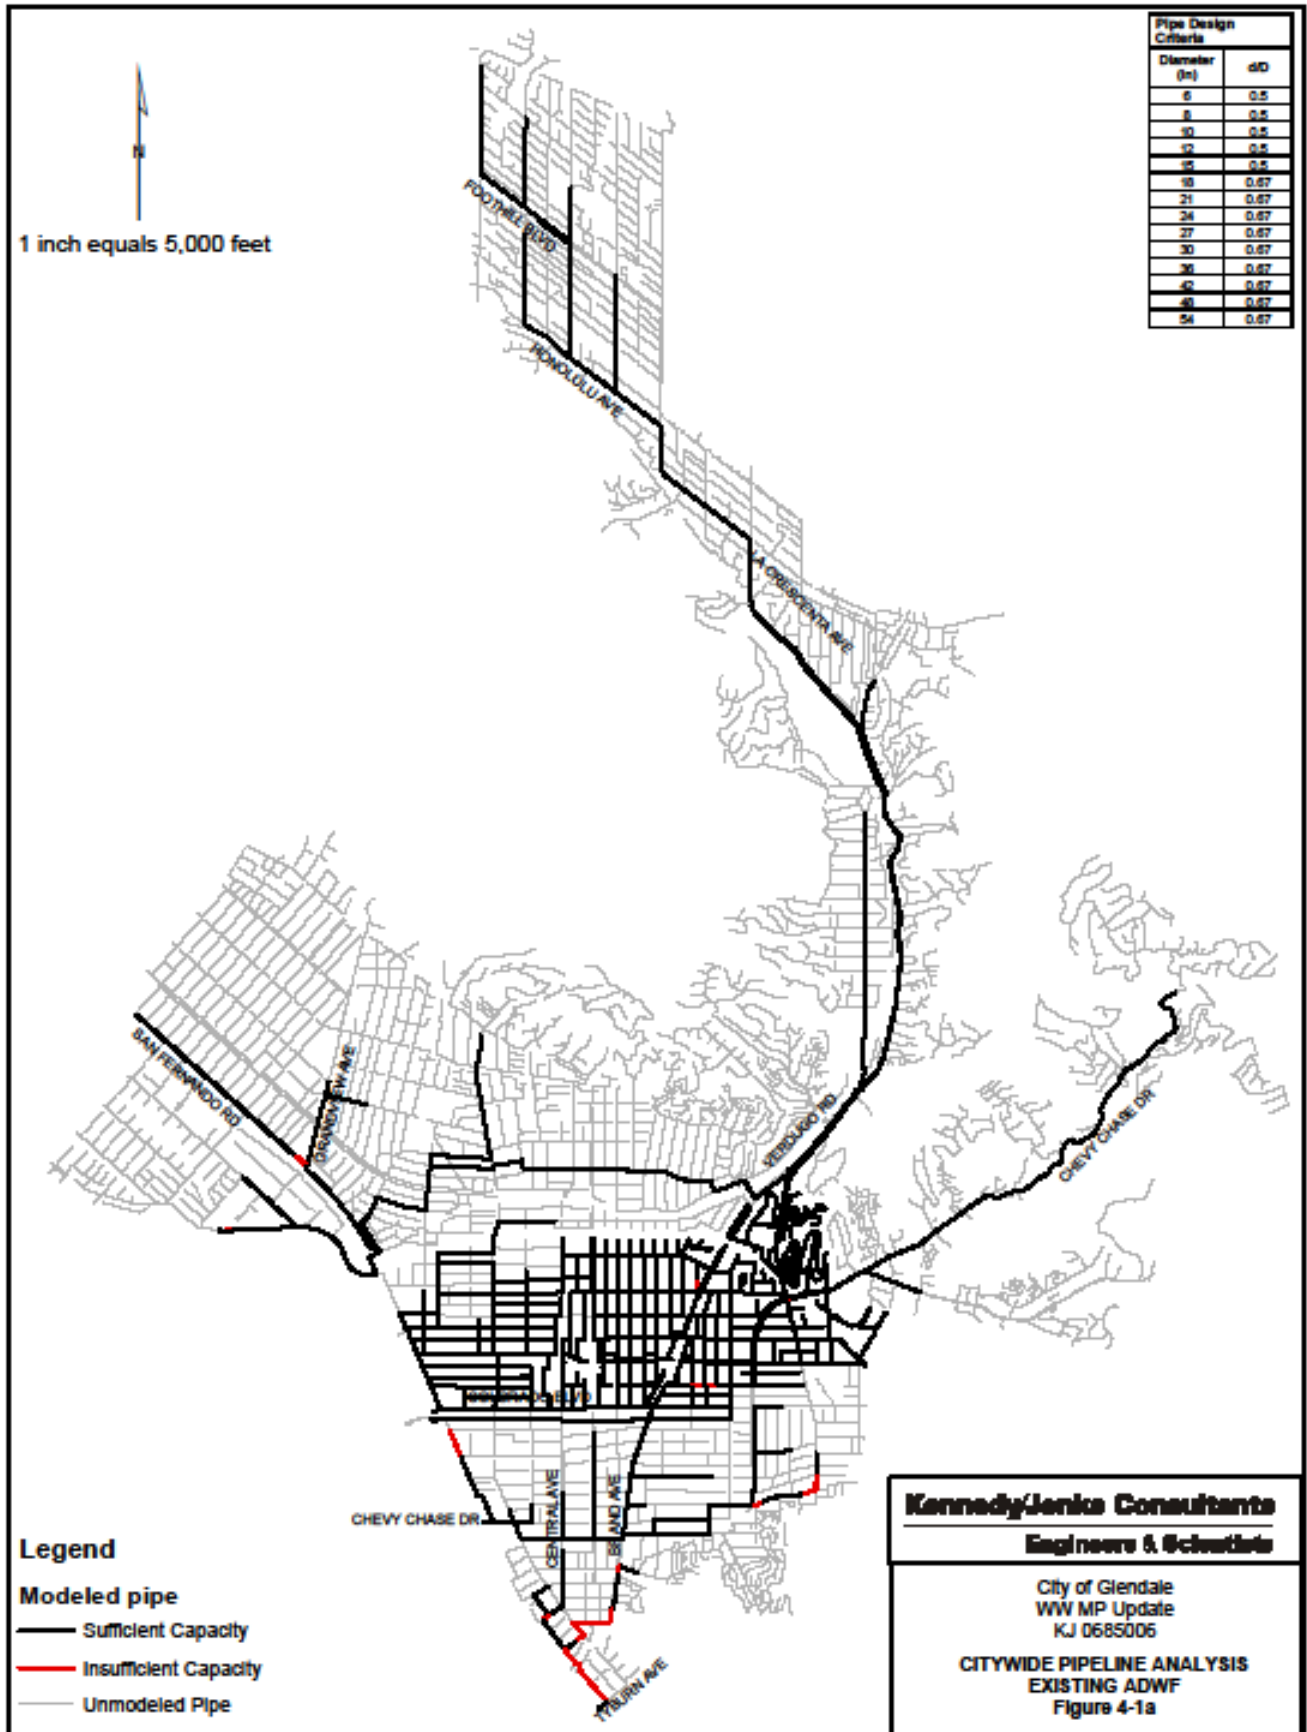 Pipe Design
Criteria
Diameter
(in) d/D
6 0.5
8 0.5
10 0.5
12 0.5
15 0.5
18 0.67
21 0.67
24 0.67
27 0.67
30 0.67
36 0.67
42 0.67
48 0.67
54 0.67
N
1 inch equals 5,000 feet
FOOTHILL BLVD
HONOLULU AVE
LA CRESCENTA AVE
SAN FERNANDO RD
GRANDVIEW AVE
VERDUGO RD
CHEVY CHASE DR
COLORADO BLVD
CENTRAL AVE
BRAND AVE
CHEVY CHASE DR
TYBURN AVE
Legend
Modeled pipe
Sufficient Capacity
Insufficient Capacity
Unmodeled Pipe
Kennedy/Jenks Consultants
Engineers & Scientists
City of Glendale
WW MP Update
KJ 0685006
CITYWIDE PIPELINE ANALYSIS
EXISTING ADWF
Figure 4-1a